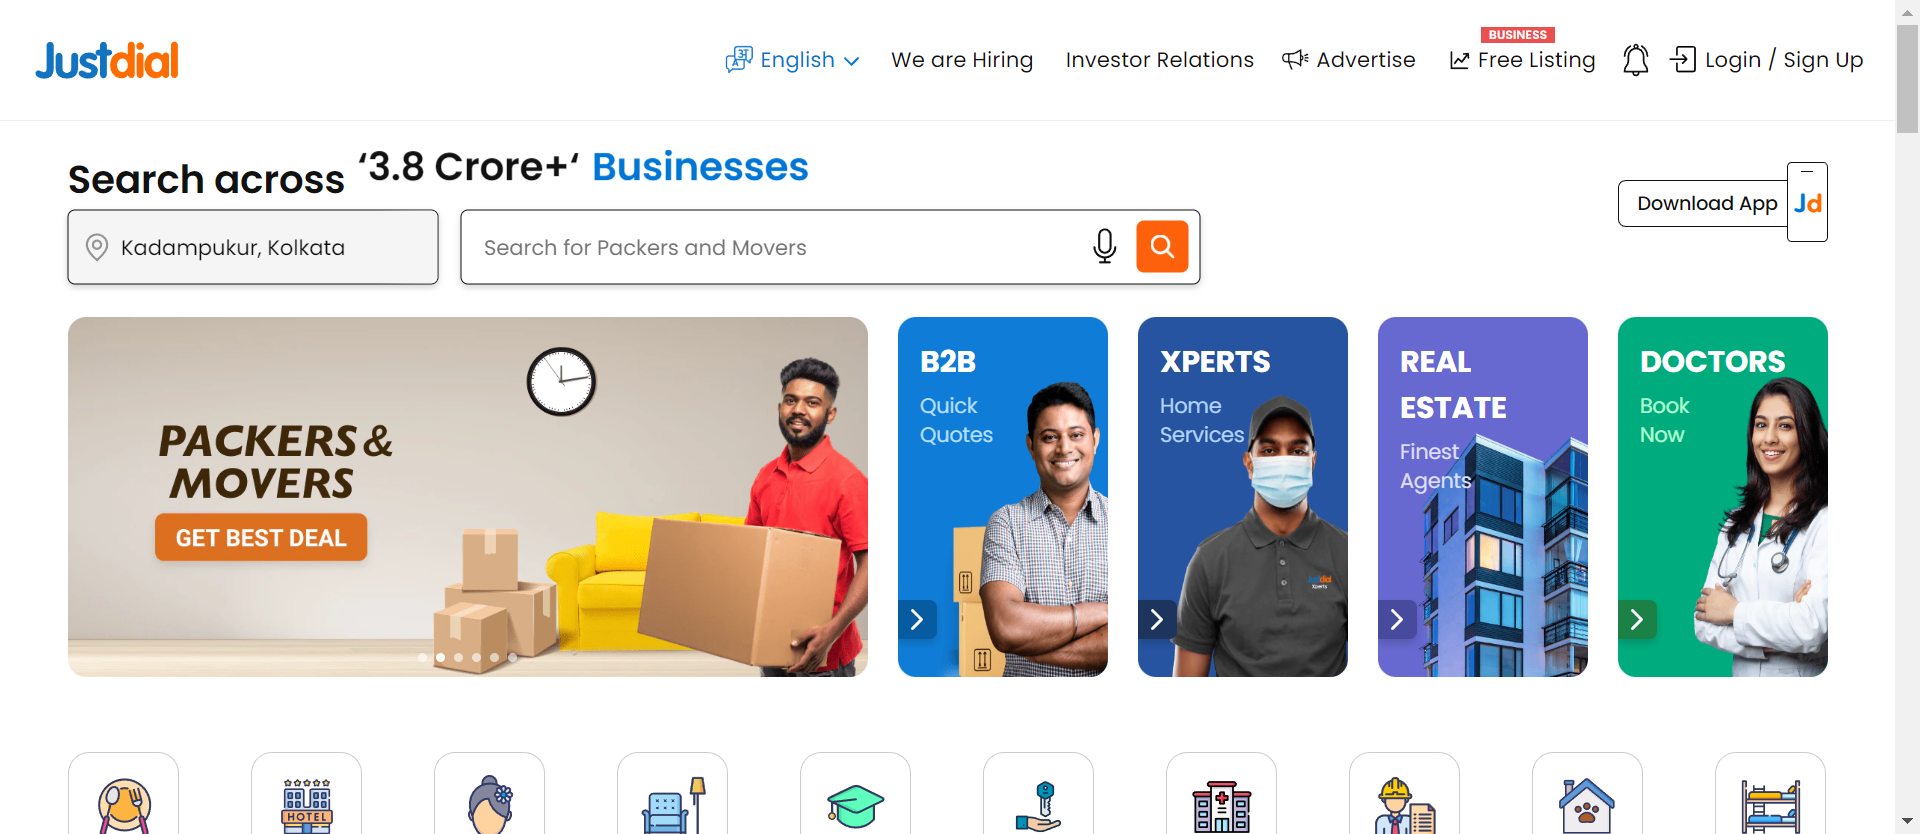 Justdial
English
We are Hiring
Investor Relations
Advertise
BUSINESS
Free Listing
Login / Sign Up
Search across ‘3.8 Crore+‘ Businesses
Download App
Jd
Kadampukur, Kolkata
Search for Packers and Movers
PACKERS &
MOVERS
GET BEST DEAL
B2B
Quick
Quotes
XPERTS
Home
Services
Justdial
Xperts
REAL
ESTATE
Finest
Agents
DOCTORS
Book
Now
HOTEL